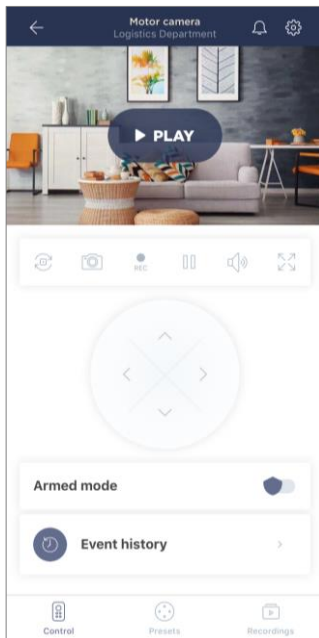 Motor camera
Logistics Department
PLAY
REC
Armed mode
Event history
Control Presets Recordings